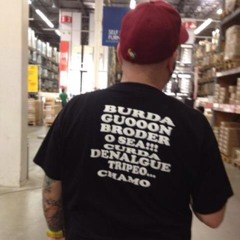 BURDA
GUOOON
BRODER
O SEA!!!
CURDA
DENALGUE
TRIPEO...
CHAMO